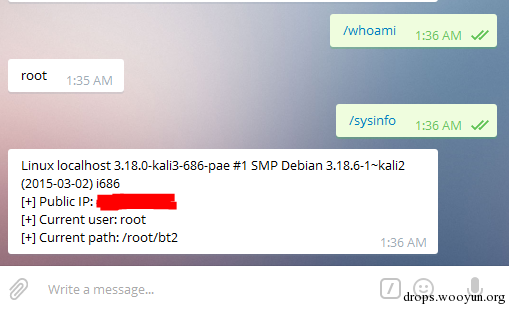 /whoami
1:36 AM
root
1:35 AM
/sysinfo
1:36 AM
Linux localhost 3.18.0-kali3-686-pae #1 SMP Debian 3.18.6-1~kali2
(2015-03-02) i686
[+] Public IP:
[+] Current user: root
[+] Current path: /root/bt2
1:36 AM
Write a message...
drops.wooyun.org